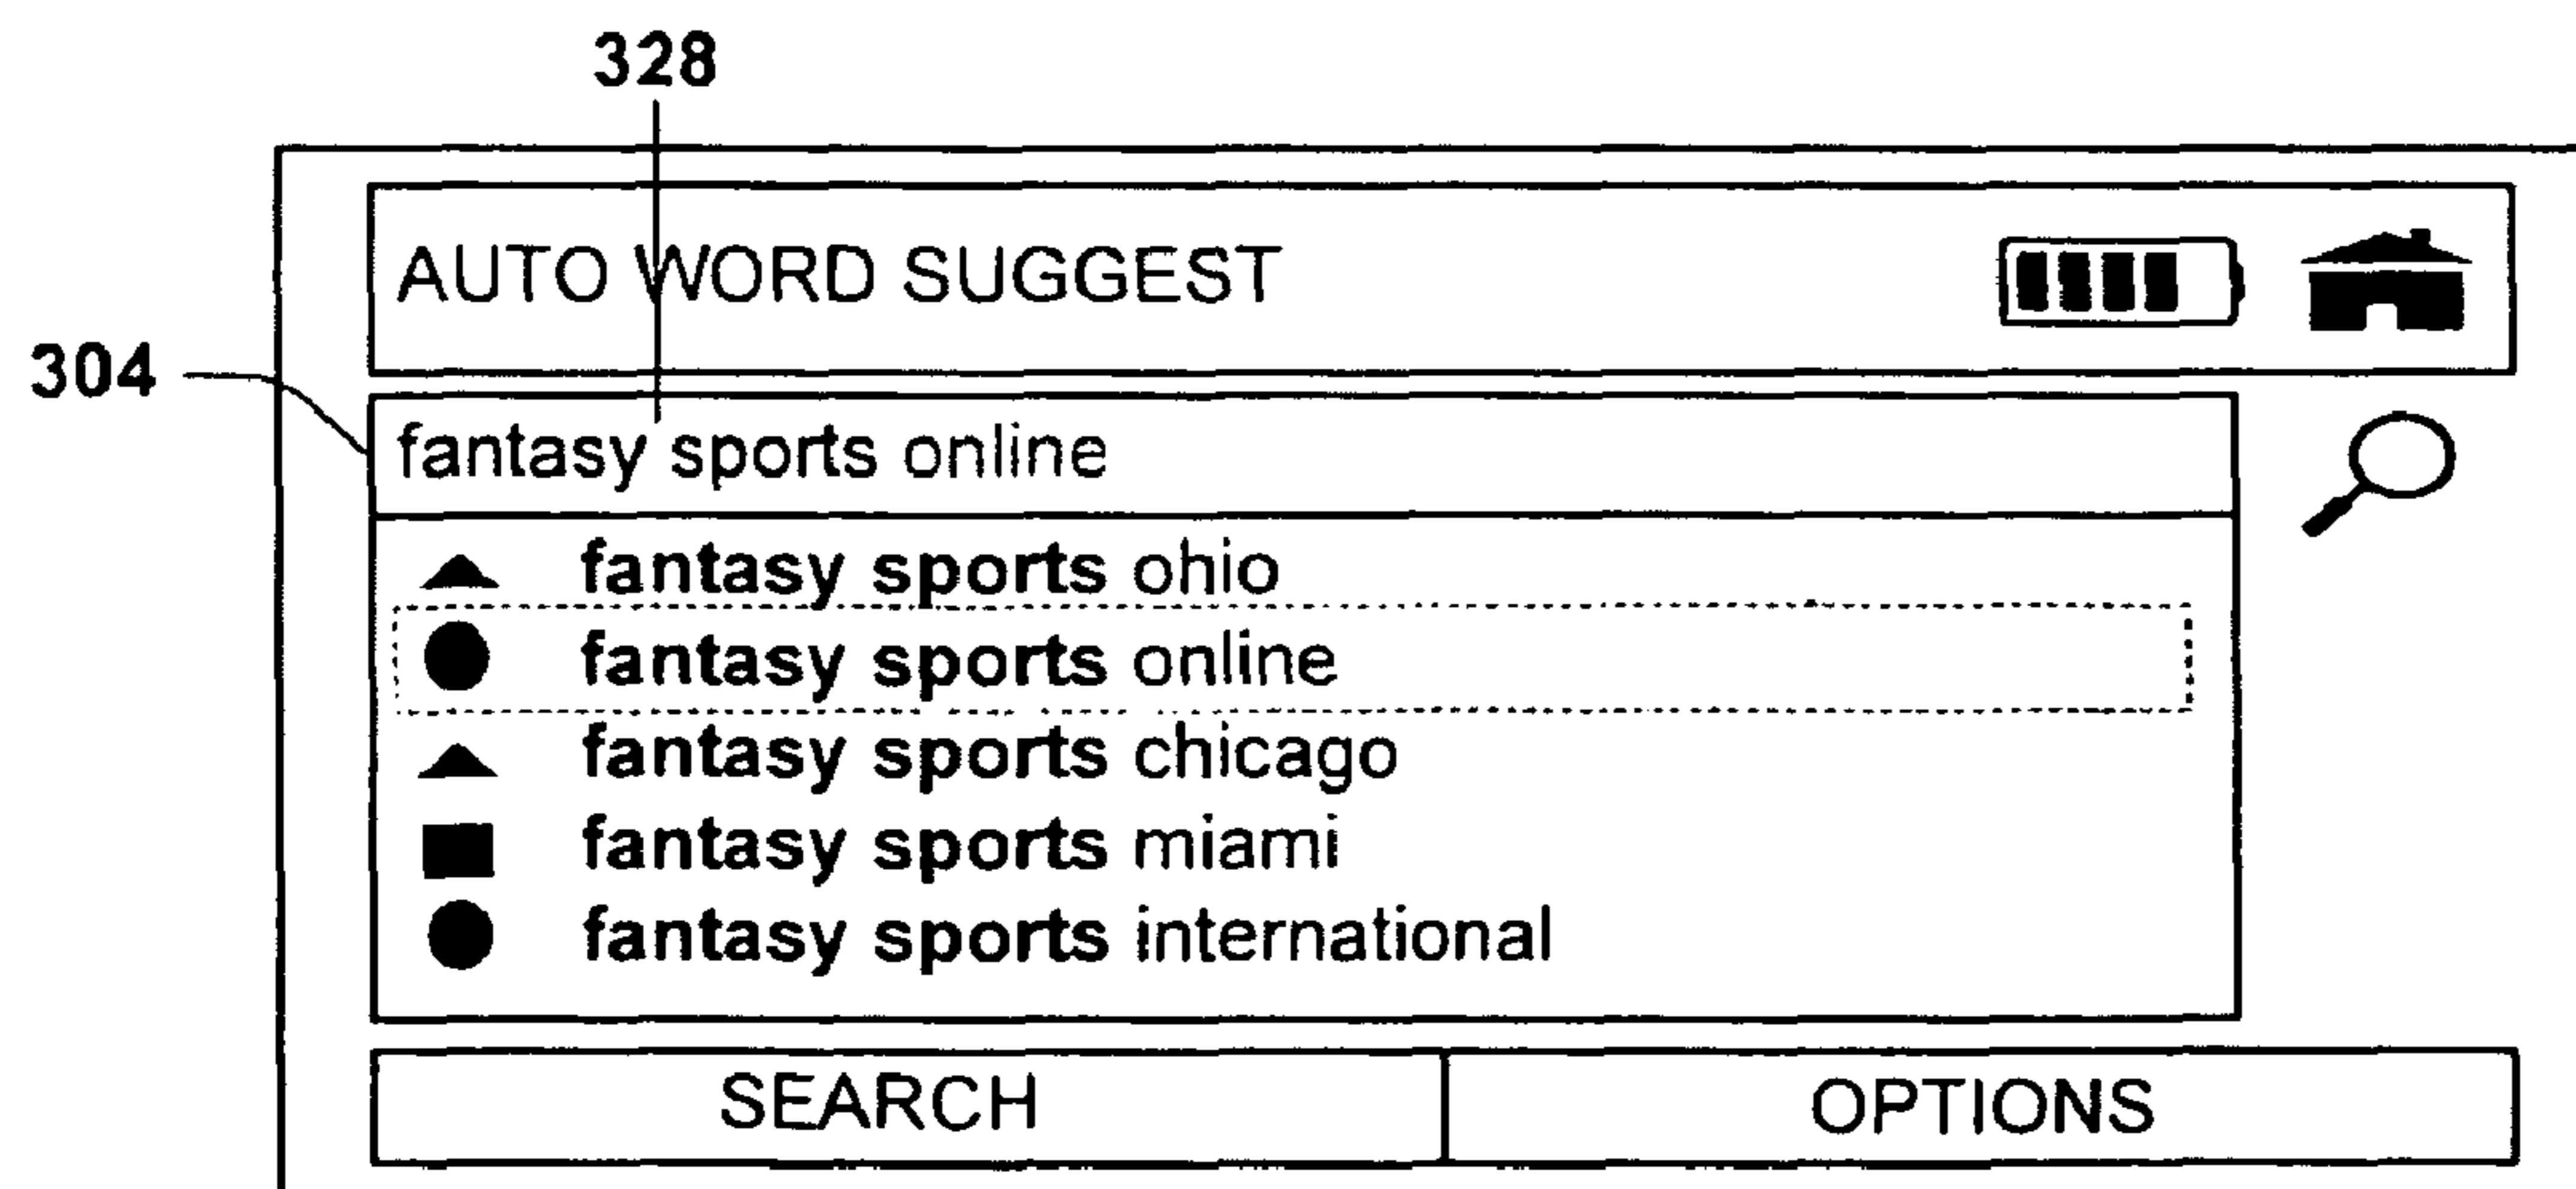 328
AUTO WORD SUGGEST
304
fantasy sports online
fantasy sports ohio
fantasy sports online
fantasy sports chicago
fantasy sports miami
fantasy sports international
SEARCH OPTIONS